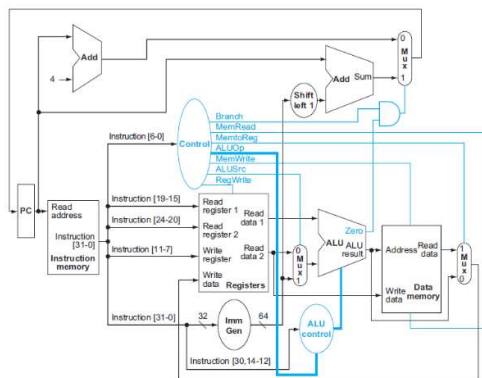 Add
4
Add Sum
0
Mux
1
Shift left 1
Branch
MemRead
MemtoReg
ALUOp
MemWrite
ALUSrc
RegWrite
Instruction [6-0]
Control
PC
Read address
Instruction [31-0]
Instruction memory
Instruction [19-15]
Instruction [24-20]
Instruction [11-7]
Read register 1
Read register 2
Write register
Write data
Read data 1
Read data 2
Registers
0
Mux
1
Zero
ALU
ALU result
Address
Read data
Write data
Data memory
1
Mux
0
Instruction [31-0]
32
Imm Gen
64
ALU control
Instruction [30,14-12]